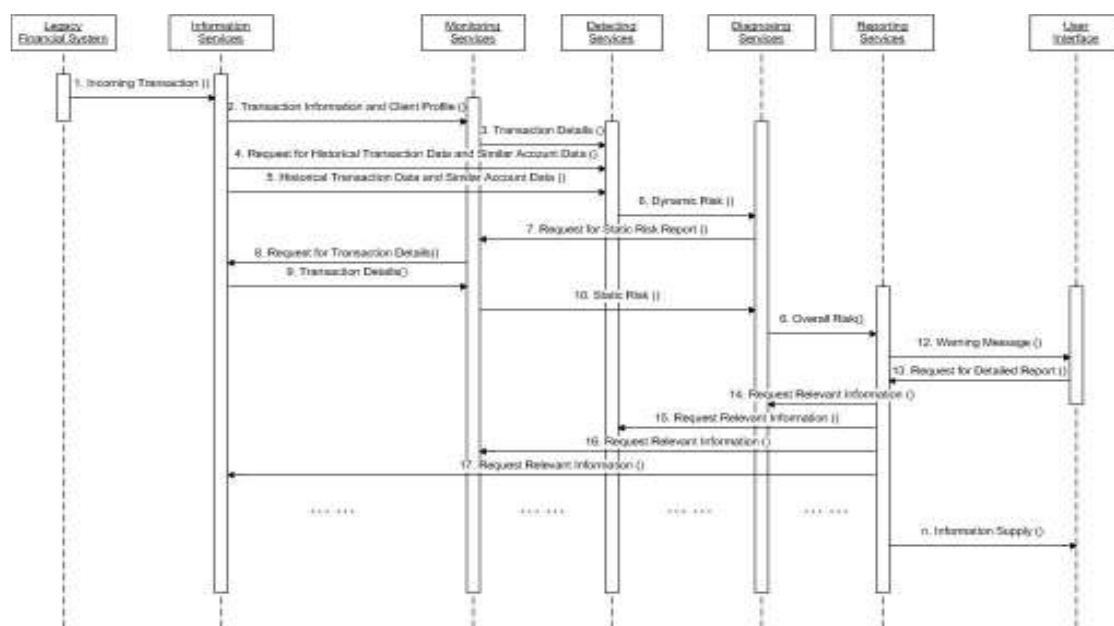 Legacy
Financial System
Information
Services
Monitoring
Services
Detecting
Services
Diagnosing
Services
Reporting
Services
User
Interface
1. Incoming Transaction ()
2. Transaction Information and Client Profile ()
3. Transaction Details ()
4. Request for Historical Transaction Data and Similar Account Data ()
5. Historical Transaction Data and Similar Account Data ()
6. Dynamic Risk ()
7. Request for Static Risk Report ()
8. Request for Transaction Details()
9. Transaction Details()
10. Static Risk ()
6. Overall Risk()
12. Warning Message ()
13. Request for Detailed Report ()
14. Request Relevant Information ()
15. Request Relevant Information ()
16. Request Relevant Information ()
17. Request Relevant Information ()
... ... ... ... ... ... ... ...
n. Information Supply ()